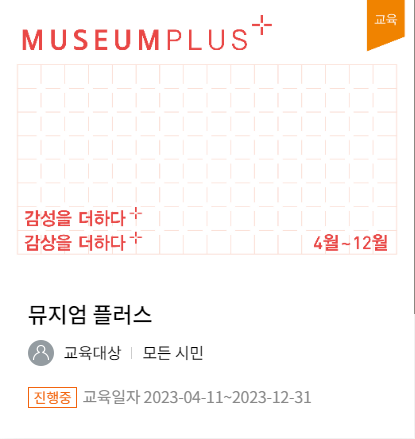 교육
MUSEUMPLUS
감성을 더하다
감상을 더하다
4월~12월
뮤지엄 플러스
교육대상 모든 시민
진행중 교육일자 2023-04-11~2023-12-31